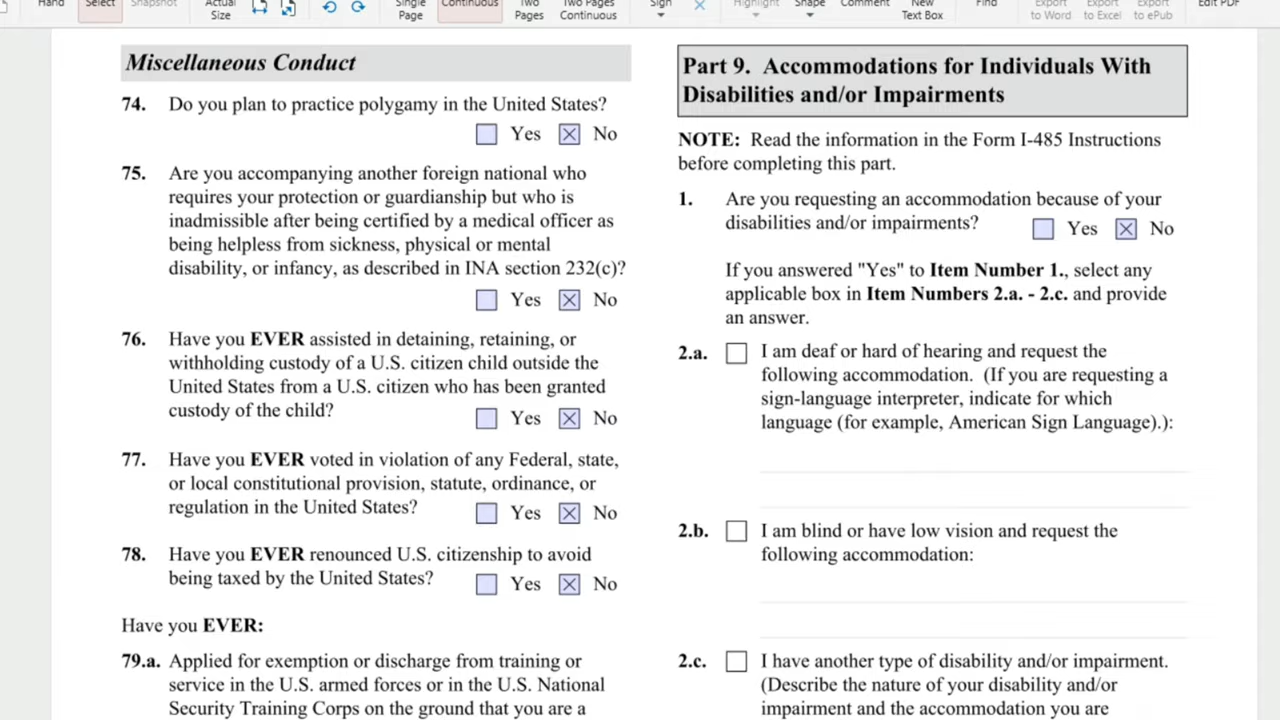 Hand
Select
Snapshot
Actual
Size
Single
Page
Continuous
Two
Pages
Two Pages
Continuous
Sign
Highlight
Shape
Comment
New
Text Box
Find
Export
to Word
Export
to Excel
Export
to ePub
Edit PDF
Miscellaneous Conduct
74. Do you plan to practice polygamy in the United States?
Yes No
75. Are you accompanying another foreign national who
requires your protection or guardianship but who is
inadmissible after being certified by a medical officer as
being helpless from sickness, physical or mental
disability, or infancy, as described in INA section 232(c)?
Yes No
76. Have you EVER assisted in detaining, retaining, or
withholding custody of a U.S. citizen child outside the
United States from a U.S. citizen who has been granted
custody of the child? Yes No
77. Have you EVER voted in violation of any Federal, state,
or local constitutional provision, statute, ordinance, or
regulation in the United States? Yes No
78. Have you EVER renounced U.S. citizenship to avoid
being taxed by the United States? Yes No
Have you EVER:
79.a. Applied for exemption or discharge from training or
service in the U.S. armed forces or in the U.S. National
Security Training Corps on the ground that you are a
Part 9. Accommodations for Individuals With
Disabilities and/or Impairments
NOTE: Read the information in the Form I-485 Instructions
before completing this part.
1. Are you requesting an accommodation because of your
disabilities and/or impairments? Yes No
If you answered "Yes" to Item Number 1., select any
applicable box in Item Numbers 2.a. - 2.c. and provide
an answer.
2.a. I am deaf or hard of hearing and request the
following accommodation. (If you are requesting a
sign-language interpreter, indicate for which
language (for example, American Sign Language).):
2.b. I am blind or have low vision and request the
following accommodation:
2.c. I have another type of disability and/or impairment.
(Describe the nature of your disability and/or
impairment and the accommodation you are